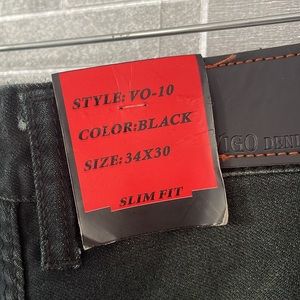 STYLE: VO-10
COLOR: BLACK
SIZE: 34X30
SLIM FIT